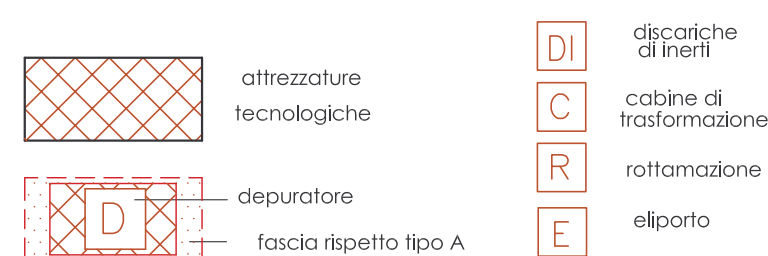 attrezzature
tecnologiche
D
depuratore
fascia rispetto tipo A
DI
discariche
di inerti
C
cabine di
trasformazione
R
rottamazione
E
eliporto